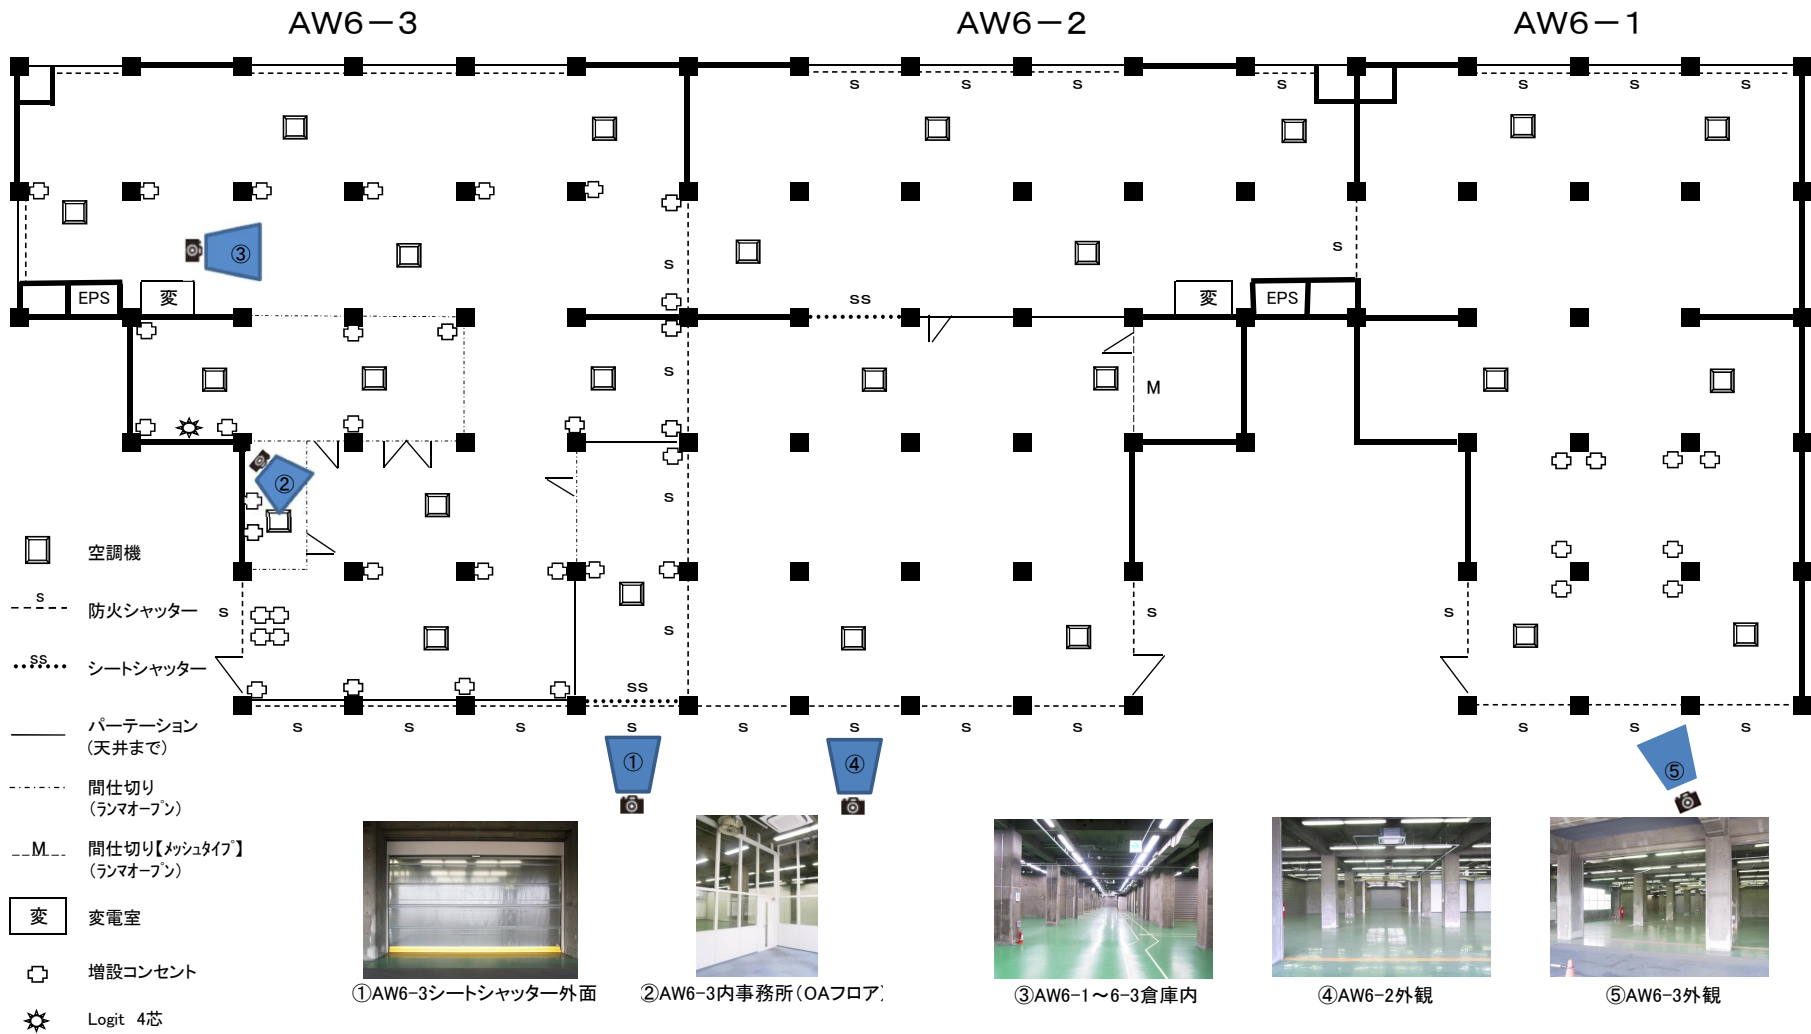 AW6-3
AW6-2
AW6-1
s s s s s s s
③
s
s
EPS
変
ss
変
EPS
s
M
②
s
s
s
s
s
ss
s s s s s s s s s s s
①
④
⑤
空調機
s
防火シャッター
ss
シートシャッター
パーテーション
(天井まで)
間仕切り
(ランマオープン)
M
間仕切り【メッシュタイプ】
(ランマオープン)
変
変電室
増設コンセント
Logit 4芯
①AW6-3シートシャッター外面
②AW6-3内事務所(OAフロア)
③AW6-1～6-3倉庫内
④AW6-2外観
⑤AW6-3外観